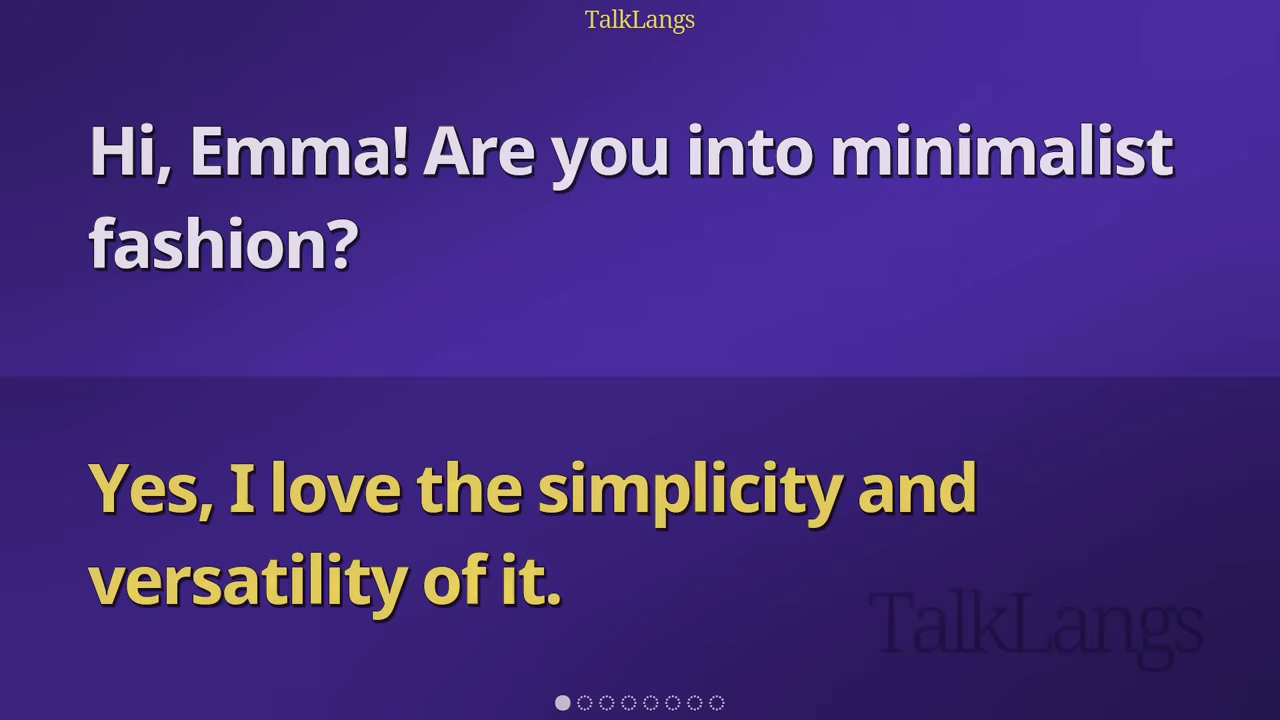 TalkLangs
Hi, Emma! Are you into minimalist
fashion?
Yes, I love the simplicity and
versatility of it.
TalkLangs